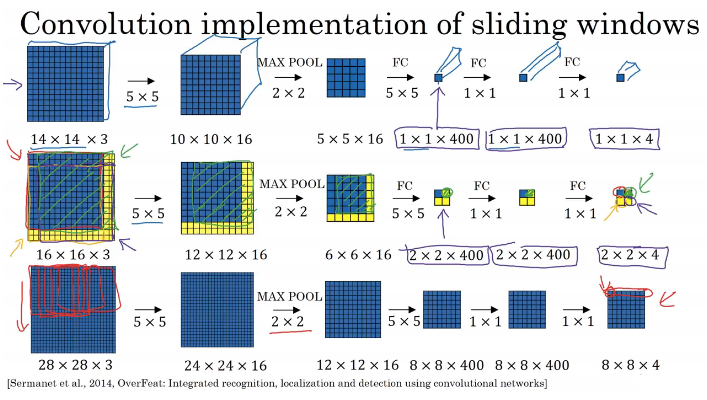 Convolution implementation of sliding windows
MAX POOL FC FC FC
5 × 5 2 × 2 5 × 5 1 × 1 1 × 1
14 × 14 × 3 10 × 10 × 16 5 × 5 × 16 1 × 1 × 400 1 × 1 × 400 1 × 1 × 4
MAX POOL FC FC FC
5 × 5 2 × 2 5 × 5 1 × 1 1 × 1
16 × 16 × 3 12 × 12 × 16 6 × 6 × 16 2 × 2 × 400 2 × 2 × 400 2 × 2 × 4
MAX POOL
5 × 5 2 × 2 5 × 5 1 × 1 1 × 1
28 × 28 × 3 24 × 24 × 16 12 × 12 × 16 8 × 8 × 400 8 × 8 × 400 8 × 8 × 4
[Sermanet et al., 2014, OverFeat: Integrated recognition, localization and detection using convolutional networks]